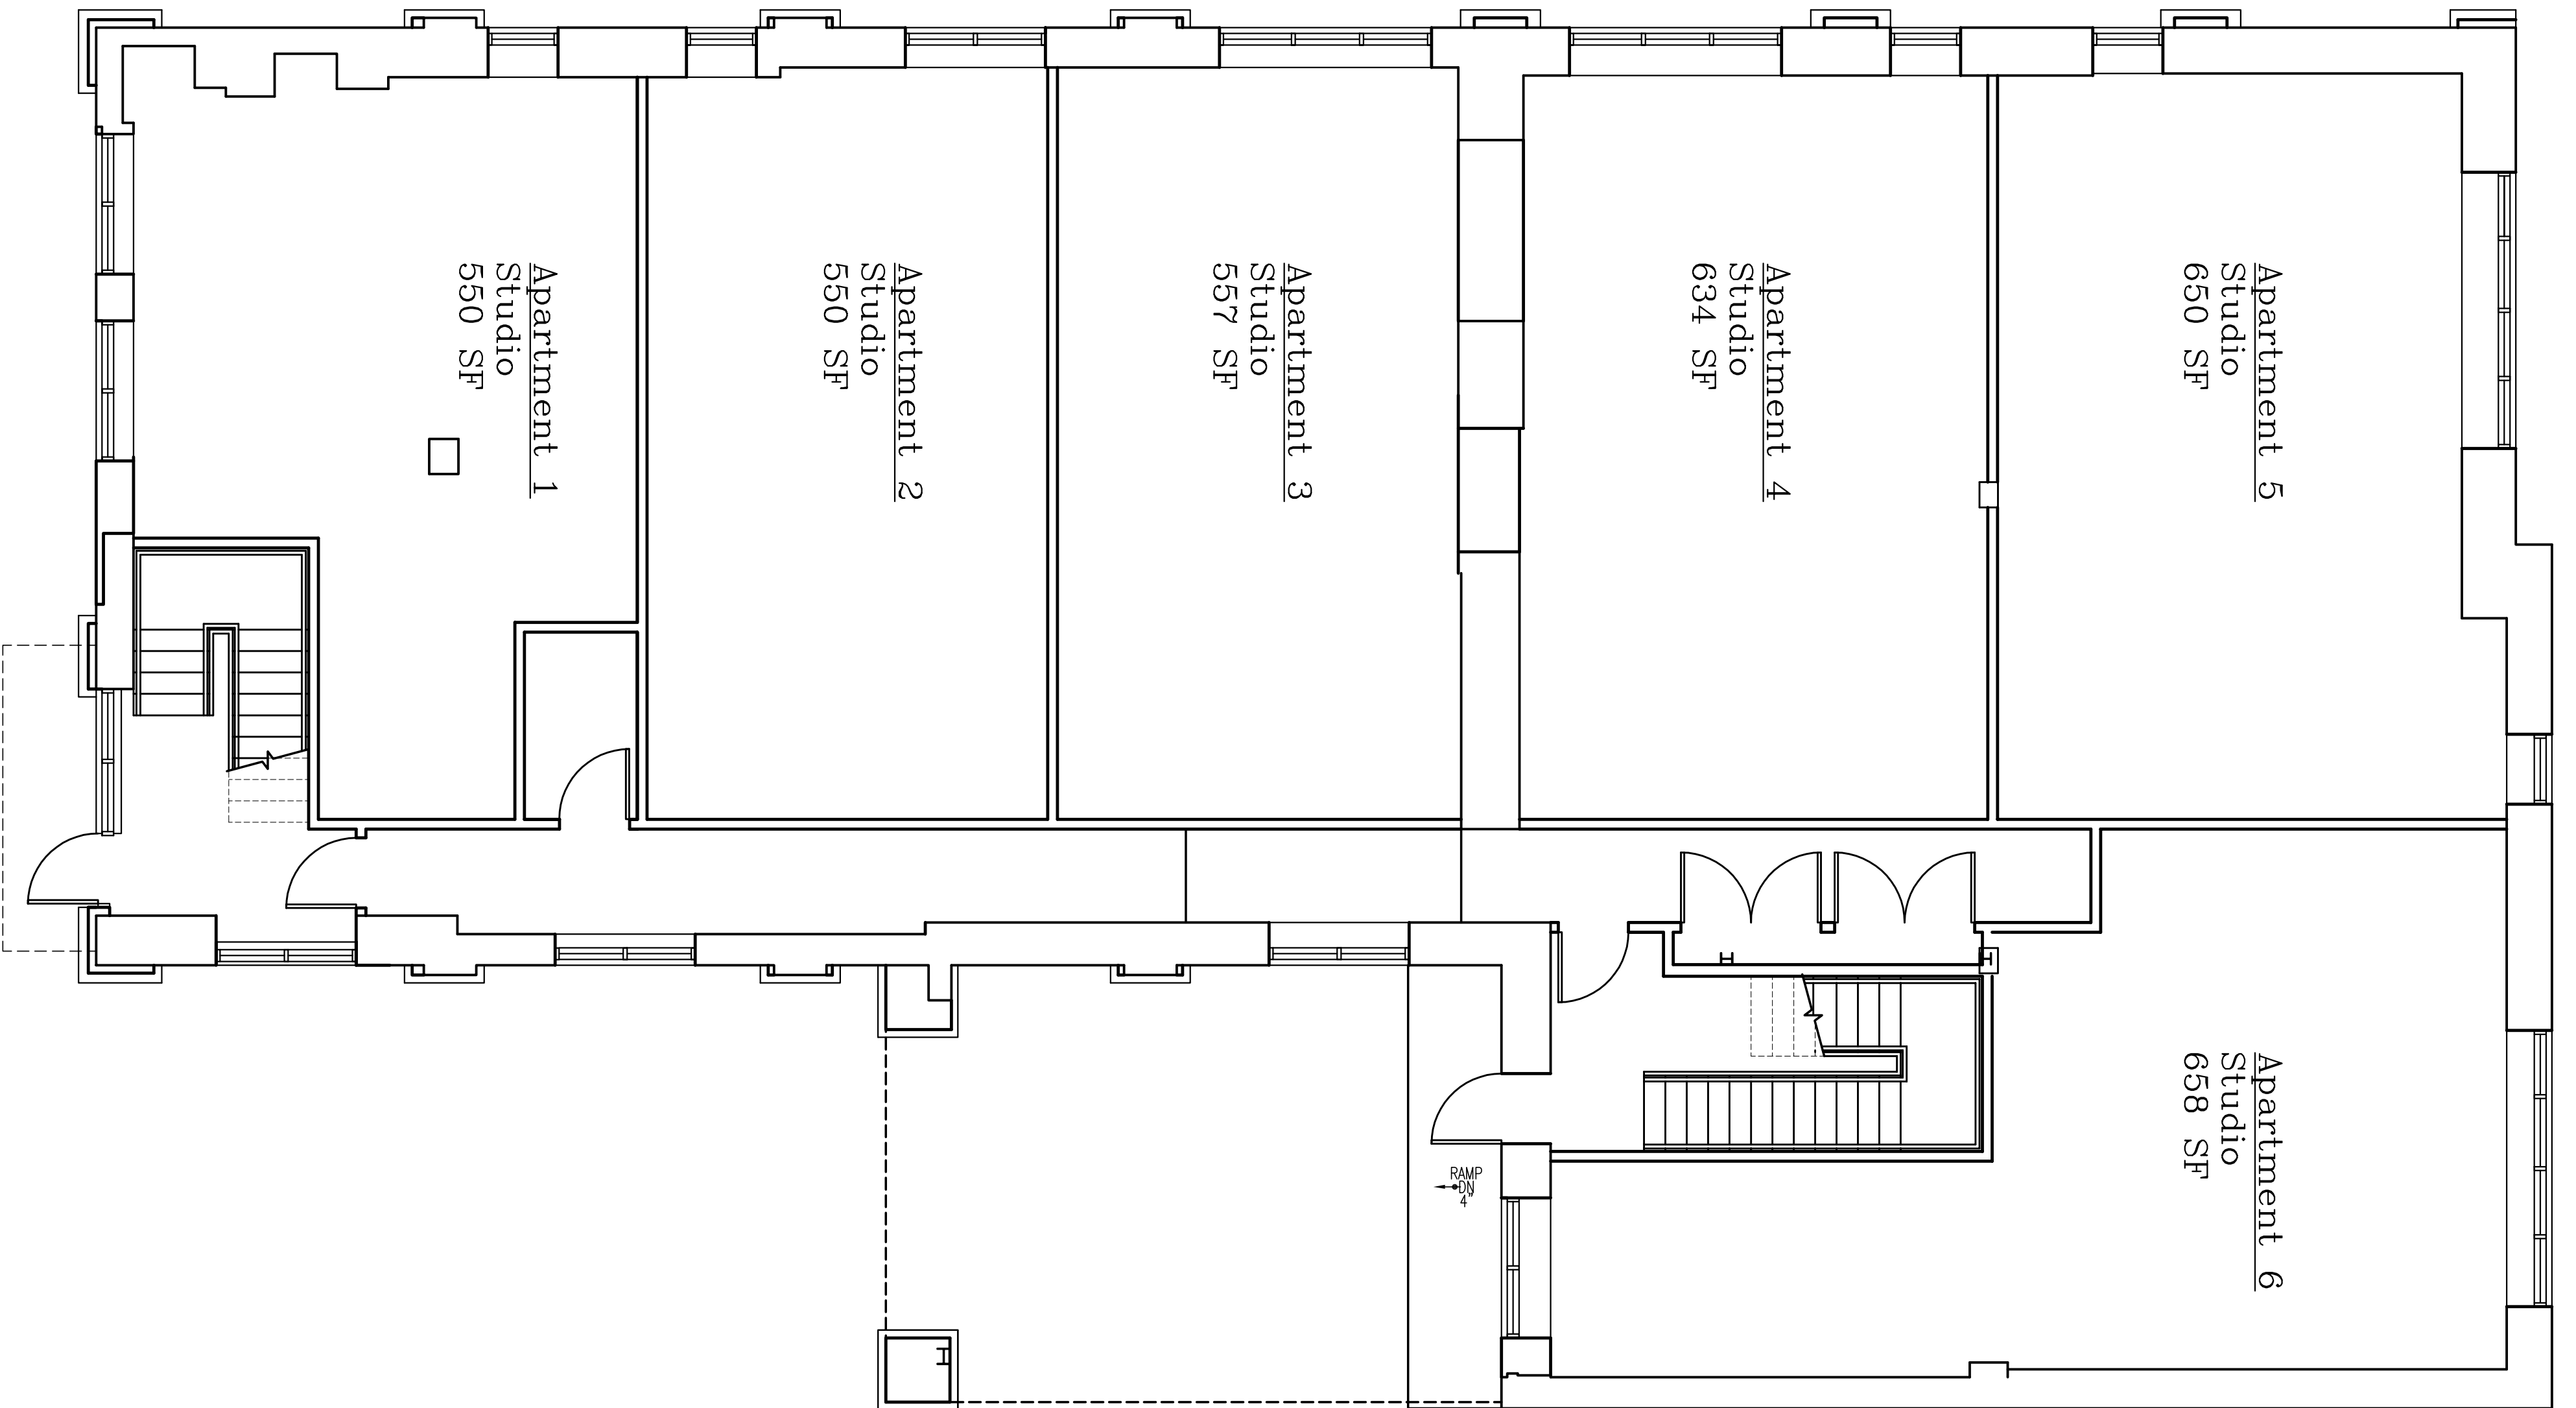 Apartment 1
Studio
550 SF
Apartment 2
Studio
550 SF
Apartment 3
Studio
557 SF
Apartment 4
Studio
634 SF
Apartment 5
Studio
650 SF
Apartment 6
Studio
658 SF
RAMP
DN
4"